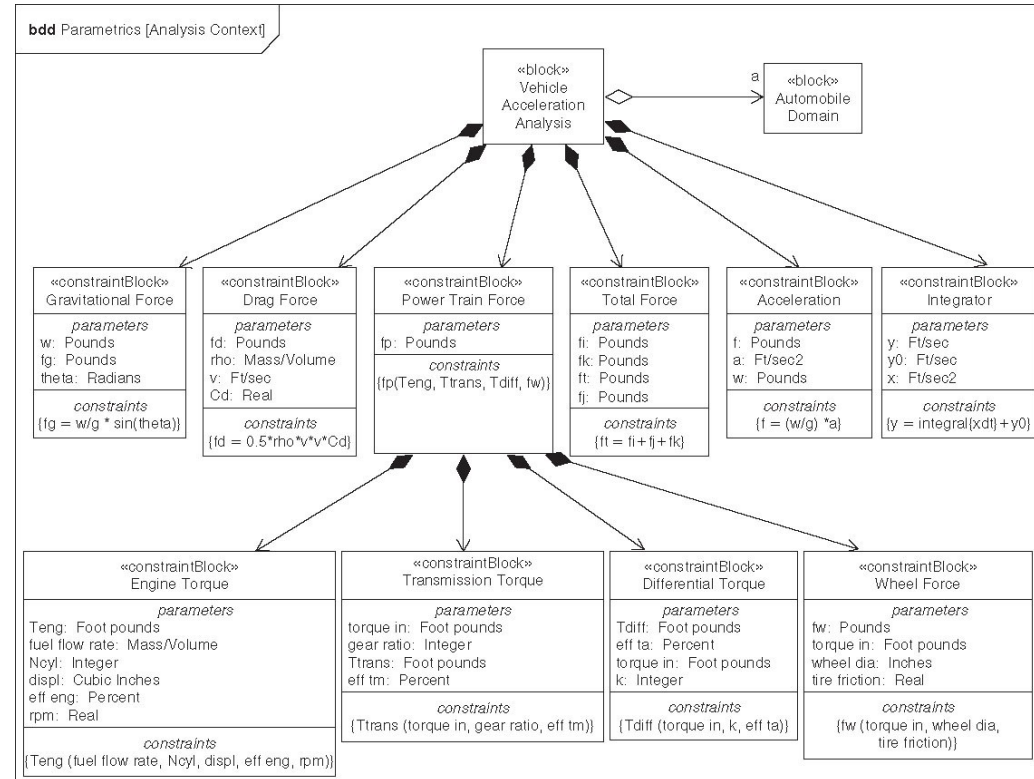 bdd Parametrics [Analysis Context]
«block»
Vehicle
Acceleration
Analysis
a
«block»
Automobile
Domain
«constraintBlock»
Gravitational Force
parameters
w: Pounds
fg: Pounds
theta: Radians
constraints
{fg = w/g * sin(theta)}
«constraintBlock»
Drag Force
parameters
fd: Pounds
rho: Mass/Volume
v: Ft/sec
Cd: Real
constraints
{fd = 0.5*rho*v*v*Cd}
«constraintBlock»
Power Train Force
parameters
fp: Pounds
constraints
{fp(Teng, Ttrans, Tdiff, fw)}
«constraintBlock»
Total Force
parameters
fi: Pounds
fk: Pounds
ft: Pounds
fj: Pounds
constraints
{ft = fi+fj+fk}
«constraintBlock»
Acceleration
parameters
f: Pounds
a: Ft/sec2
w: Pounds
constraints
{f = (w/g) *a}
«constraintBlock»
Integrator
parameters
y: Ft/sec
y0: Ft/sec
x: Ft/sec2
constraints
{y = integral{xdt}+y0}
«constraintBlock»
Engine Torque
parameters
Teng: Foot pounds
fuel flow rate: Mass/Volume
Ncyl: Integer
displ: Cubic Inches
eff eng: Percent
rpm: Real
constraints
{Teng (fuel flow rate, Ncyl, displ, eff eng, rpm)}
«constraintBlock»
Transmission Torque
parameters
torque in: Foot pounds
gear ratio: Integer
Ttrans: Foot pounds
eff tm: Percent
constraints
{Ttrans (torque in, gear ratio, eff tm)}
«constraintBlock»
Differential Torque
parameters
Tdiff: Foot pounds
eff ta: Percent
torque in: Foot pounds
k: Integer
constraints
{Tdiff (torque in, k, eff ta)}
«constraintBlock»
Wheel Force
parameters
fw: Pounds
torque in: Foot pounds
wheel dia: Inches
tire friction: Real
constraints
{fw (torque in, wheel dia,
tire friction)}